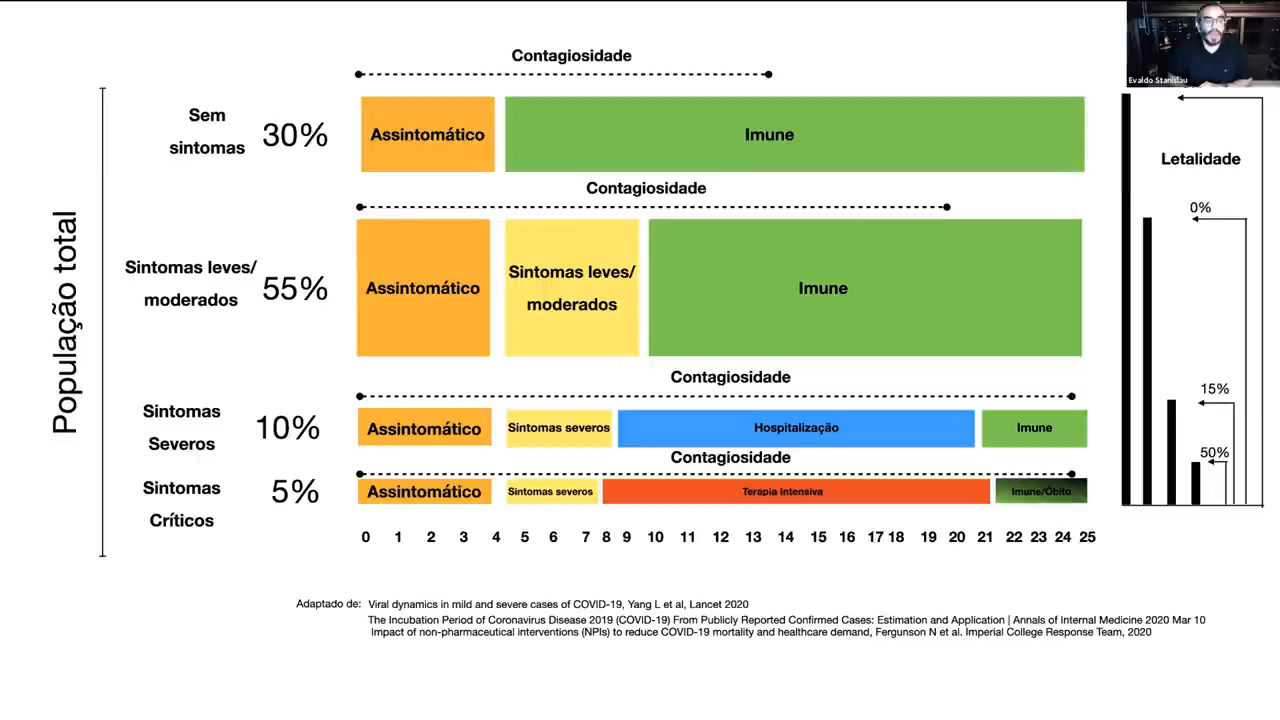 Evaldo Stanislau
Contagiosidade
Sem
sintomas
30%
Assintomático
Imune
Letalidade
Contagiosidade
0%
População total
Sintomas leves/
moderados
55%
Assintomático
Sintomas leves/
moderados
Imune
Contagiosidade
15%
Sintomas
Severos
10%
Assintomático
Sintomas severos
Hospitalização
Imune
Contagiosidade
50%
Sintomas
Críticos
5%
Assintomático
Sintomas severos
Terapia Intensiva
Imune/Óbito
0 1 2 3 4 5 6 7 8 9 10 11 12 13 14 15 16 17 18 19 20 21 22 23 24 25
Adaptado de: Viral dynamics in mild and severe cases of COVID-19, Yang L et al, Lancet 2020
The Incubation Period of Coronavirus Disease 2019 (COVID-19) From Publicly Reported Confirmed Cases: Estimation and Application | Annals of Internal Medicine 2020 Mar 10
Impact of non-pharmaceutical interventions (NPIs) to reduce COVID-19 mortality and healthcare demand, Fergunson N et al. Imperial College Response Team, 2020